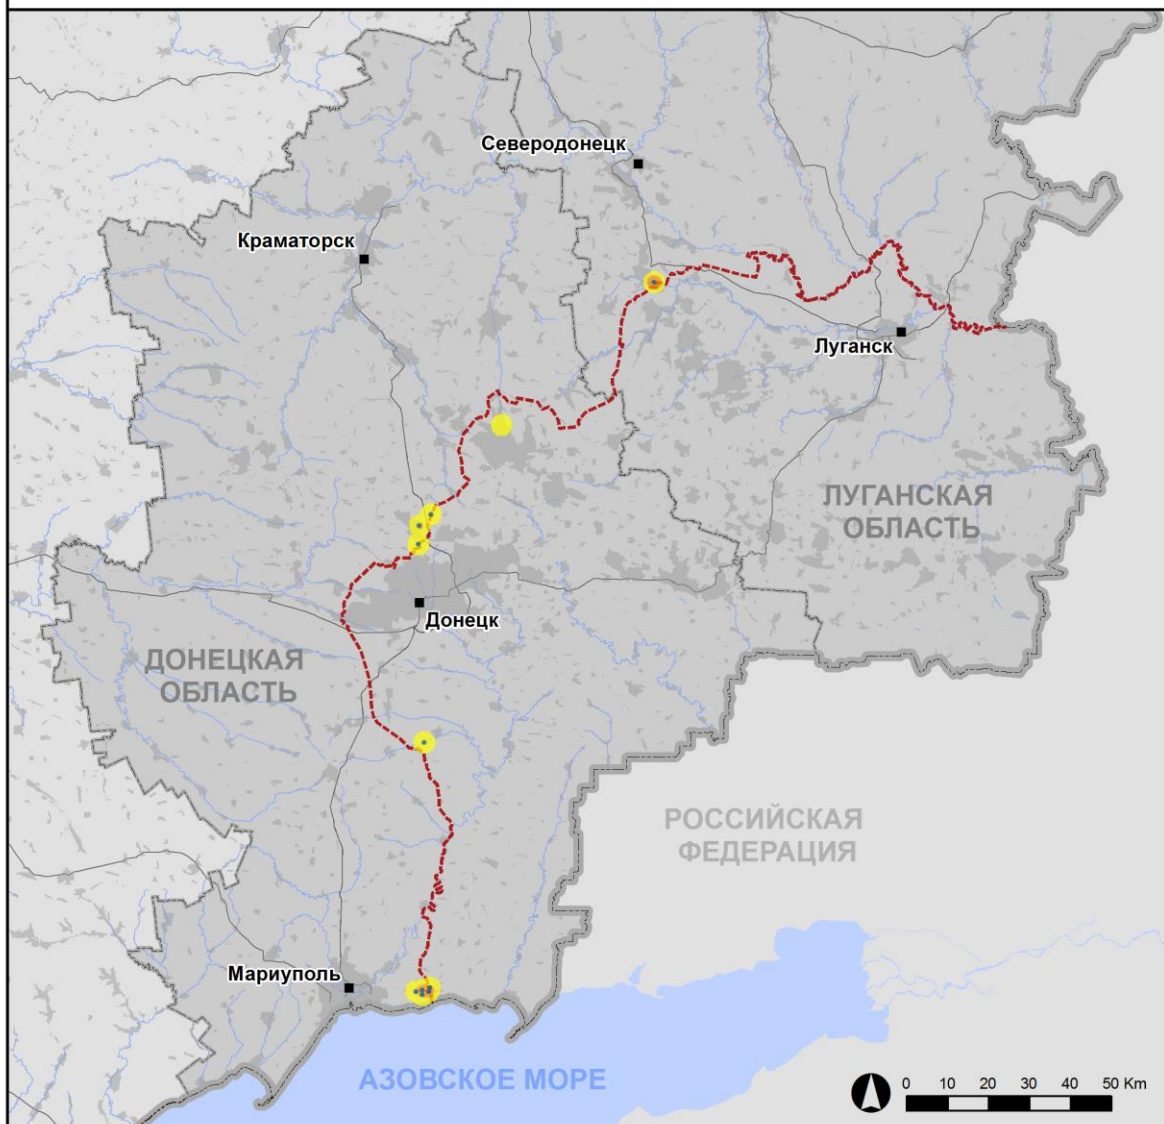 Северодонецк
Краматорск
Луганск
ЛУГАНСКАЯ
ОБЛАСТЬ
Донецк
ДОНЕЦКАЯ
ОБЛАСТЬ
РОССИЙСКАЯ
ФЕДЕРАЦИЯ
Мариуполь
АЗОВСКОЕ МОРЕ
0 10 20 30 40 50 Km